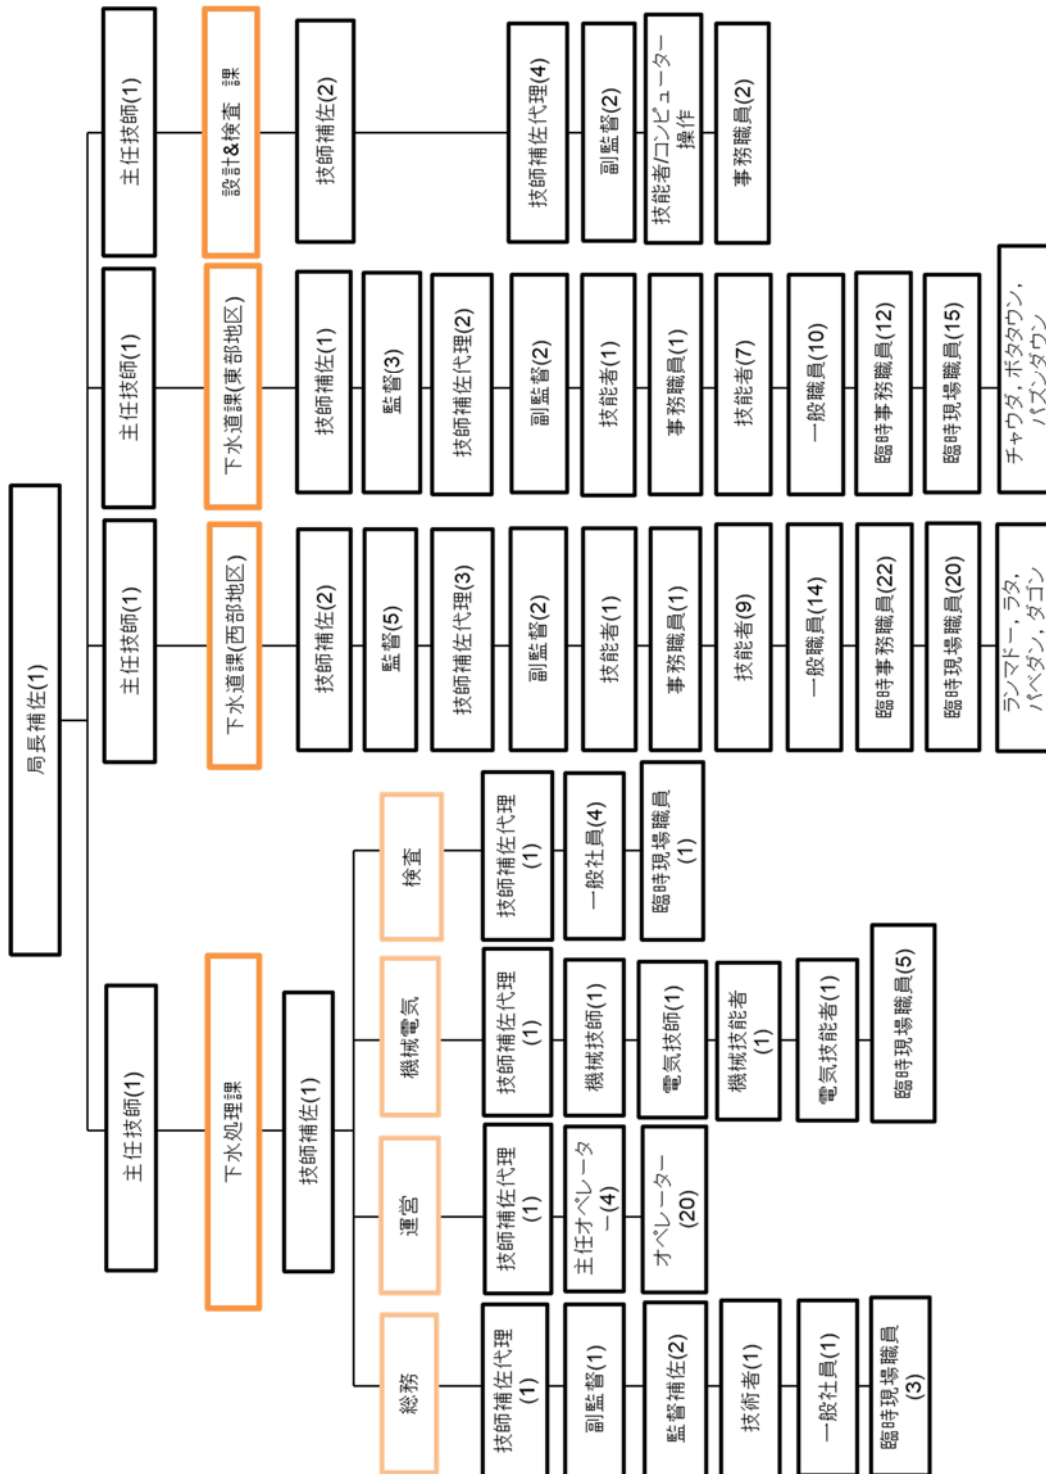 局長補佐(1)
主任技師(1)
下水処理課
技師補佐(1)
総務
技師補佐代理
(1)
副監督(1)
監督補佐(2)
技術者(1)
一般社員(1)
臨時現場職員
(3)
運営
技師補佐代理
(1)
主任オペレータ
ー(4)
オペレーター
(20)
機械電気
技師補佐代理
(1)
機械技師(1)
電気技師(1)
機械技能者
(1)
電気技能者(1)
臨時現場職員(5)
検査
技師補佐代理
(1)
一般社員(4)
臨時現場職員
(1)
主任技師(1)
下水道課(西部地区)
技師補佐(2)
監督(5)
技師補佐代理(3)
副監督(2)
技能者(1)
事務職員(1)
技能者(9)
一般職員(14)
臨時事務職員(22)
臨時現場職員(20)
ランマドー, ラタ,
パベダン, ダゴン
主任技師(1)
下水道課(東部地区)
技師補佐(1)
監督(3)
技師補佐代理(2)
副監督(2)
技能者(1)
事務職員(1)
技能者(7)
一般職員(10)
臨時事務職員(12)
臨時現場職員(15)
チャウダ, ボタタウン,
パズンダウン
主任技師(1)
設計&検査 課
技師補佐(2)
技師補佐代理(4)
副監督(2)
技能者/コンピューター
操作
事務職員(2)